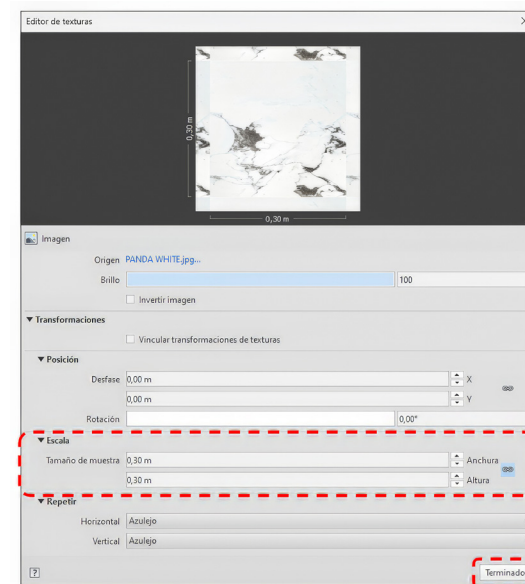 Editor de texturas
0,30 m
0,30 m
Imagen
Origen PANDA WHITE.jpg...
Brillo 100
Invertir imagen
Transformaciones
Vincular transformaciones de texturas
Posición
Desfase 0,00 m X
0,00 m Y
Rotación 0,00°
Escala
Tamaño de muestra 0,30 m Anchura
0,30 m Altura
Repetir
Horizontal Azulejo
Vertical Azulejo
? Terminado